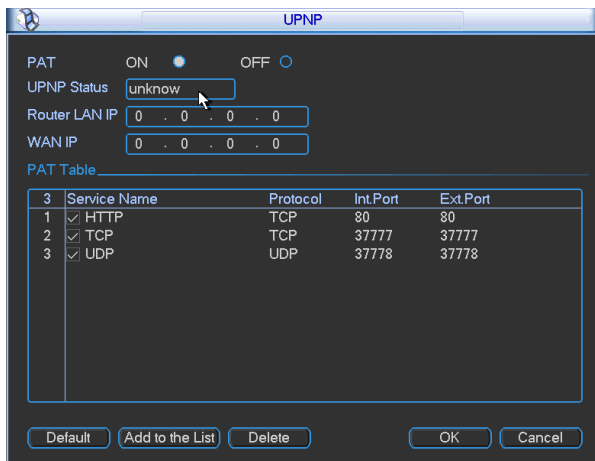 UPNP
PAT ON OFF
UPNP Status unknow
Router LAN IP 0 . 0 . 0 . 0
WAN IP 0 . 0 . 0 . 0
PAT Table
3 Service Name Protocol Int.Port Ext.Port
1 HTTP TCP 80 80
2 TCP TCP 37777 37777
3 UDP UDP 37778 37778
Default Add to the List Delete OK Cancel